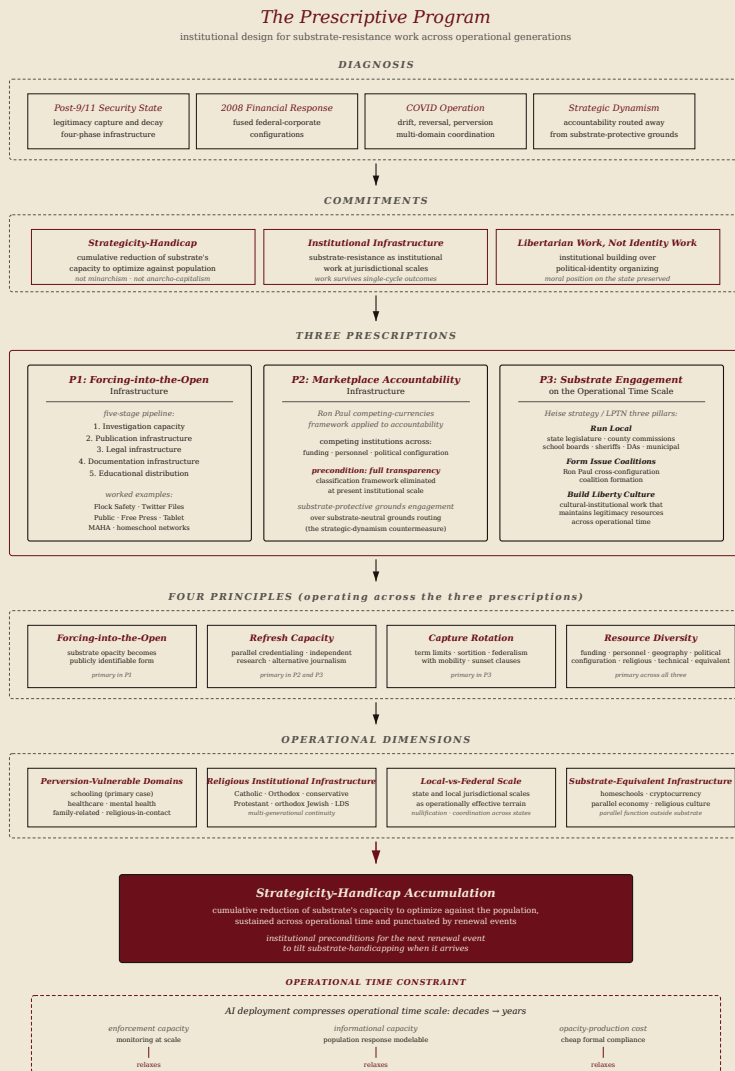 The Prescriptive Program
institutional design for substrate-resistance work across operational generations
DIAGNOSIS
Post-9/11 Security State
legitimacy capture and decay
four-phase infrastructure
2008 Financial Response
fused federal-corporate
configurations
COVID Operation
drift, reversal, perversion
multi-domain coordination
Strategic Dynamism
accountability routed away
from substrate-protective grounds
COMMITMENTS
Strategicity-Handicap
cumulative reduction of substrate's
capacity to optimize against population
not minarchism · not anarcho-capitalism
Institutional Infrastructure
substrate-resistance as institutional
work at jurisdictional scales
work survives single-cycle outcomes
Libertarian Work, Not Identity Work
institutional building over
political-identity organizing
moral position on the state preserved
THREE PRESCRIPTIONS
P1: Forcing-into-the-Open
Infrastructure
five-stage pipeline:
1. Investigation capacity
2. Publication infrastructure
3. Legal infrastructure
4. Documentation infrastructure
5. Educational distribution
worked examples:
Flock Safety · Twitter Files
Public · Free Press · Tablet
MAHA · homeschool networks
P2: Marketplace Accountability
Infrastructure
Ron Paul competing-currencies
framework applied to accountability
competing institutions across:
funding · personnel · political configuration
precondition: full transparency
classification framework eliminated
at present institutional scale
substrate-protective grounds engagement
over substrate-neutral grounds routing
(the strategic-dynamism countermeasure)
P3: Substrate Engagement
on the Operational Time Scale
Heise strategy / LPTN three pillars:
Run Local
state legislature · county commissions
school boards · sheriffs · DAs · municipal
Form Issue Coalitions
Ron Paul cross-configuration
coalition formation
Build Liberty Culture
cultural-institutional work that
maintains legitimacy resources
across operational time
FOUR PRINCIPLES (operating across the three prescriptions)
Forcing-into-the-Open
substrate opacity becomes
publicly identifiable form
primary in P1
Refresh Capacity
parallel credentialing · independent
research · alternative journalism
primary in P2 and P3
Capture Rotation
term limits · sortition · federalism
with mobility · sunset clauses
primary in P3
Resource Diversity
funding · personnel · geography · political
configuration · religious · technical · equivalent
primary across all three
OPERATIONAL DIMENSIONS
Perversion-Vulnerable Domains
schooling (primary case)
healthcare · mental health
family-related · religious-in-contact
Religious Institutional Infrastructure
Catholic · Orthodox · conservative
Protestant · orthodox Jewish · LDS
multi-generational continuity
Local-vs-Federal Scale
state and local jurisdictional scales
as operationally effective terrain
nullification · coordination across states
Substrate-Equivalent Infrastructure
homeschools · cryptocurrency
parallel economy · religious culture
parallel function outside substrate
Strategicity-Handicap Accumulation
cumulative reduction of substrate's capacity to optimize against the population,
sustained across operational time and punctuated by renewal events
institutional preconditions for the next renewal event
to tilt substrate-handicapping when it arrives
OPERATIONAL TIME CONSTRAINT
AI deployment compresses operational time scale: decades → years
enforcement capacity
monitoring at scale
relaxes
informational capacity
population response modelable
relaxes
opacity-production cost
cheap formal compliance
relaxes